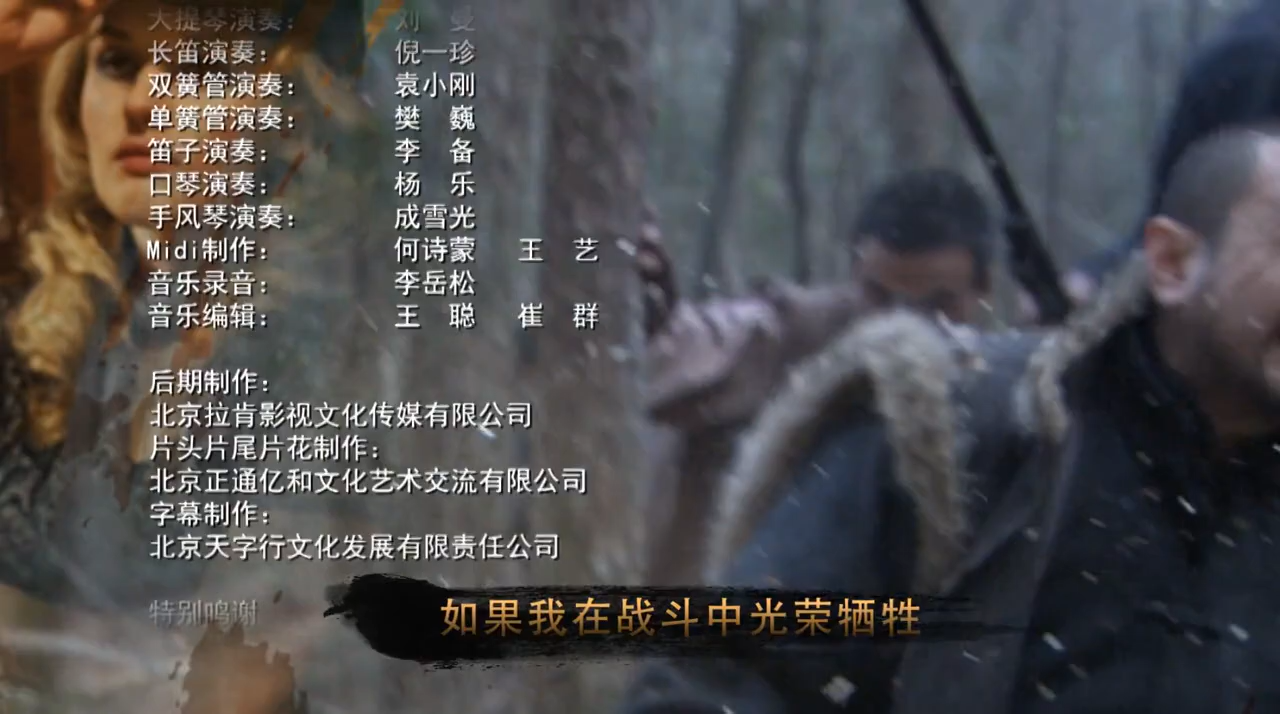 大提琴演奏： 刘 曼
长笛演奏： 倪一珍
双簧管演奏： 袁小刚
单簧管演奏： 樊 巍
笛子演奏： 李 备
口琴演奏： 杨 乐
手风琴演奏： 成雪光
Midi制作： 何诗蒙 王 艺
音乐录音： 李岳松
音乐编辑： 王 聪 崔 群
后期制作：
北京拉肯影视文化传媒有限公司
片头片尾片花制作：
北京正通亿和文化艺术交流有限公司
字幕制作：
北京天字行文化发展有限责任公司
特别鸣谢
如果我在战斗中光荣牺牲